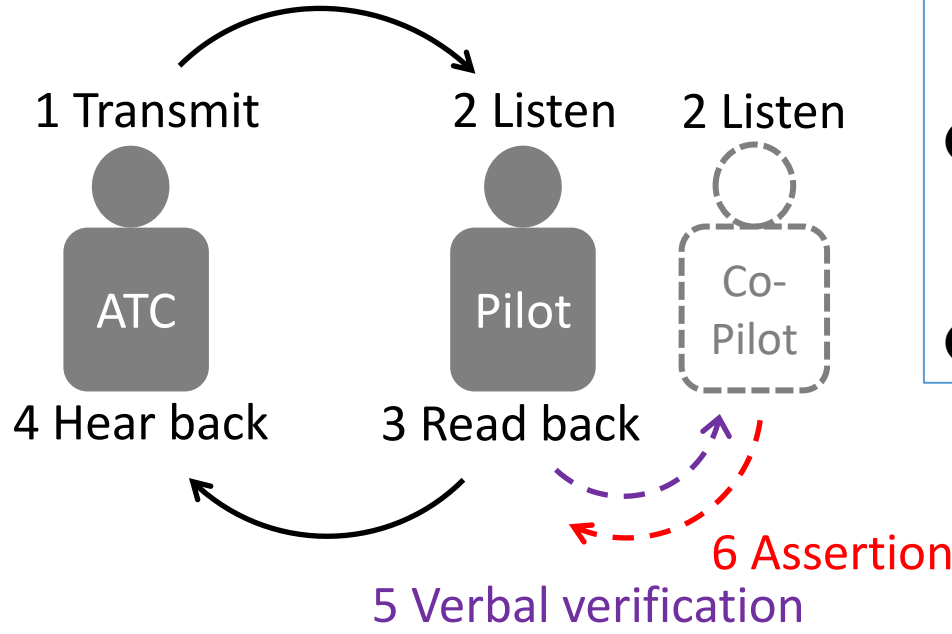 1 Transmit
2 Listen
2 Listen
ATC
Pilot
Co-
Pilot
4 Hear back
3 Read back
6 Assertion
5 Verbal verification